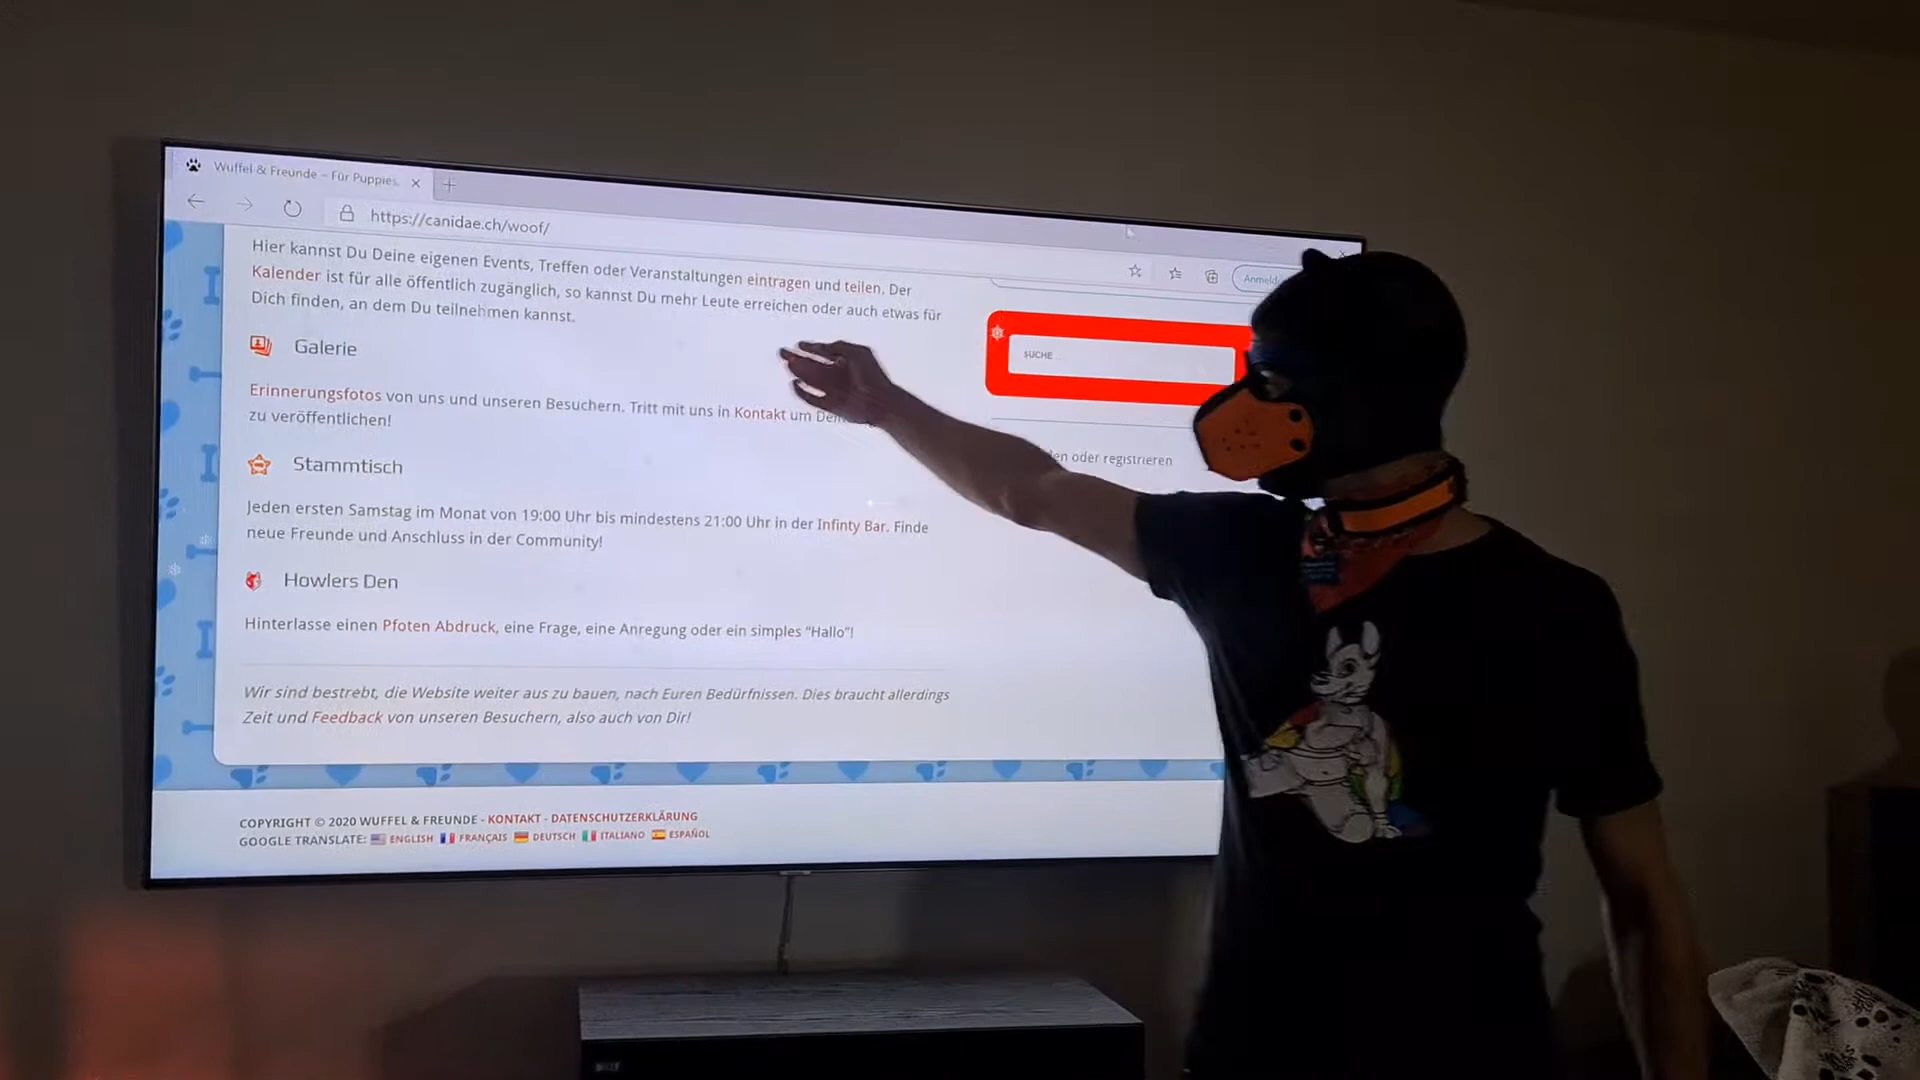 Wuffel & Freunde – Für Puppies,
https://canidae.ch/woof/
Anmeld
Hier kannst Du Deine eigenen Events, Treffen oder Veranstaltungen eintragen und teilen. Der
Kalender ist für alle öffentlich zugänglich, so kannst Du mehr Leute erreichen oder auch etwas für
Dich finden, an dem Du teilnehmen kannst.
SUCHE ...
Galerie
Erinnerungsfotos von uns und unseren Besuchern. Tritt mit uns in Kontakt um
zu veröffentlichen!
oder registrieren
Stammtisch
Jeden ersten Samstag im Monat von 19:00 Uhr bis mindestens 21:00 Uhr in der Infinty Bar. Finde
neue Freunde und Anschluss in der Community!
Howlers Den
Hinterlasse einen Pfoten Abdruck, eine Frage, eine Anregung oder ein simples “Hallo”!
Wir sind bestrebt, die Website weiter aus zu bauen, nach Euren Bedürfnissen. Dies braucht allerdings
Zeit und Feedback von unseren Besuchern, also auch von Dir!
COPYRIGHT © 2020 WUFFEL & FREUNDE - KONTAKT - DATENSCHUTZERKLÄRUNG
GOOGLE TRANSLATE: ENGLISH FRANÇAIS DEUTSCH ITALIANO ESPAÑOL